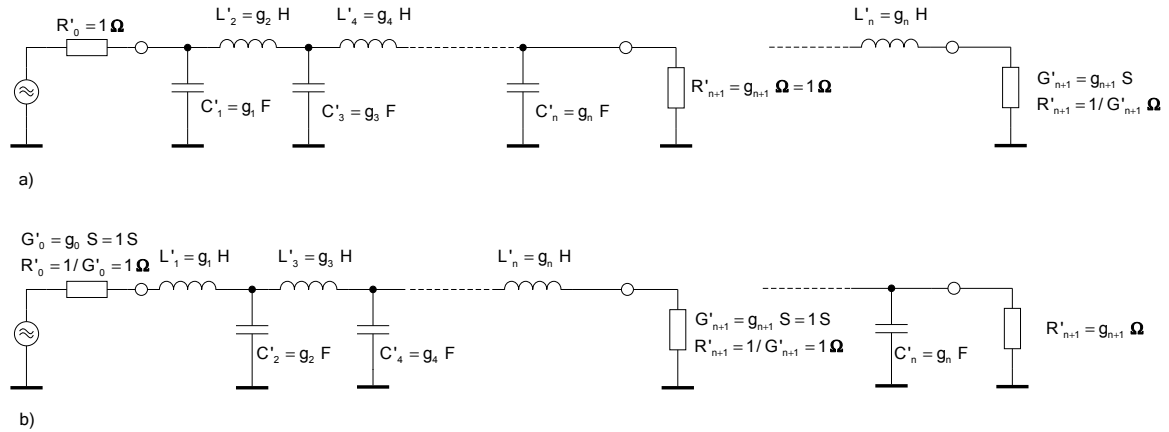 R'₀ = 1 Ω
L'₂ = g₂ H
L'₄ = g₄ H
L'ₙ = gₙ H
C'₁ = g₁ F
C'₃ = g₃ F
C'ₙ = gₙ F
R'ₙ₊₁ = gₙ₊₁ Ω = 1 Ω
G'ₙ₊₁ = gₙ₊₁ S
R'ₙ₊₁ = 1/ G'ₙ₊₁ Ω
a)
G'₀ = g₀ S = 1 S
R'₀ = 1/ G'₀ = 1 Ω
L'₁ = g₁ H
L'₃ = g₃ H
L'ₙ = gₙ H
C'₂ = g₂ F
C'₄ = g₄ F
G'ₙ₊₁ = gₙ₊₁ S = 1 S
R'ₙ₊₁ = 1/ G'ₙ₊₁ = 1 Ω
C'ₙ = gₙ F
R'ₙ₊₁ = gₙ₊₁ Ω
b)